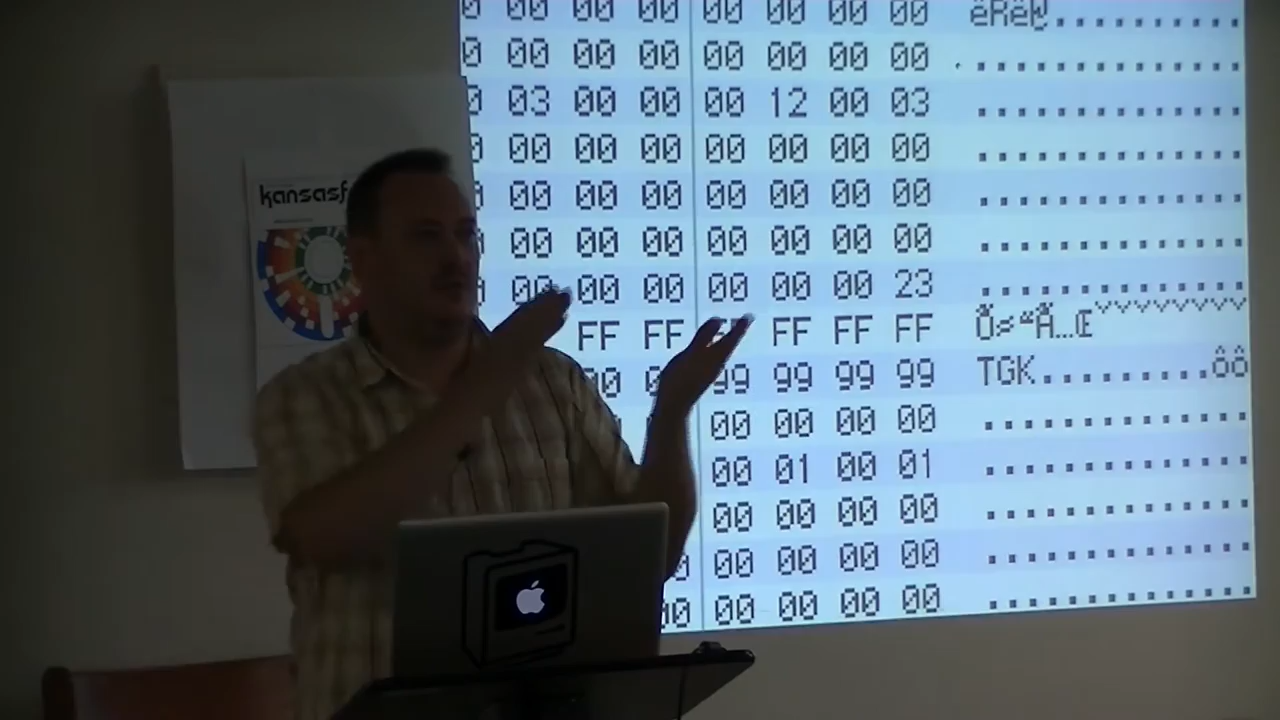 00 00 00 00 00 00 00 ëRë@..........
00 00 00 00 00 00 00 ..............
03 00 00 00 12 00 03 ..............
00 00 00 00 00 00 00 ..............
kansasf
00 00 00 00 00 00 00 ..............
00 00 00 00 00 00 00 ..............
00 00 00 00 00 00 23 ..............
FF FF FF FF FF FF
99 99 99 99 TGK.........ôô
00 00 00 00 ..............
00 01 00 01 ..............
00 00 00 00 ..............
00 00 00 00 ..............
00 00 00 00 00 ..............